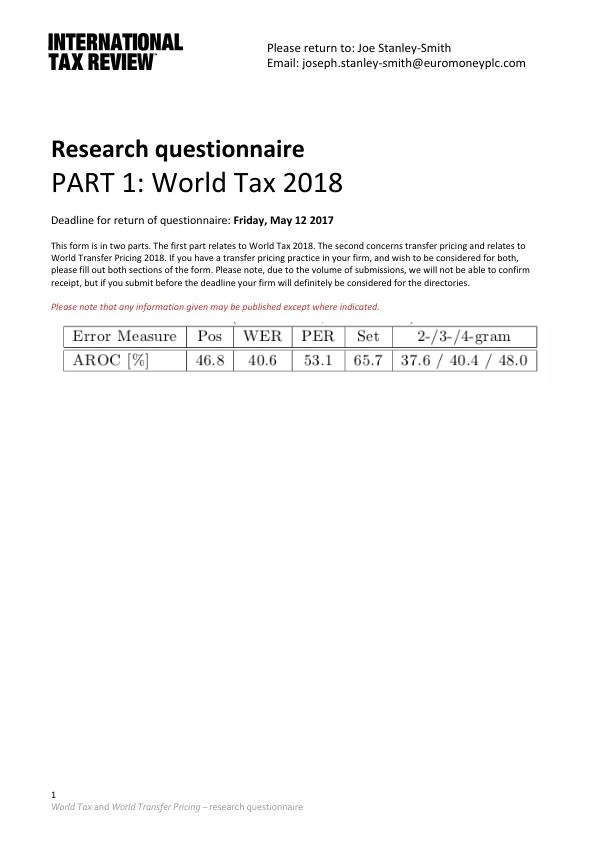 INTERNATIONAL
TAX REVIEW
Please return to: Joe Stanley-Smith
Email: joseph.stanley-smith@euromoneyplc.com
Research questionnaire
PART 1: World Tax 2018
Deadline for return of questionnaire: Friday, May 12 2017
This form is in two parts. The first part relates to World Tax 2018. The second concerns transfer pricing and relates to
World Transfer Pricing 2018. If you have a transfer pricing practice in your firm, and wish to be considered for both,
please fill out both sections of the form. Please note, due to the volume of submissions, we will not be able to confirm
receipt, but if you submit before the deadline your firm will definitely be considered for the directories.
Please note that any information given may be published except where indicated.
Error Measure Pos WER PER Set 2-/3-/4-gram
AROC [%] 46.8 40.6 53.1 65.7 37.6 / 40.4 / 48.0
1
World Tax and World Transfer Pricing – research questionnaire